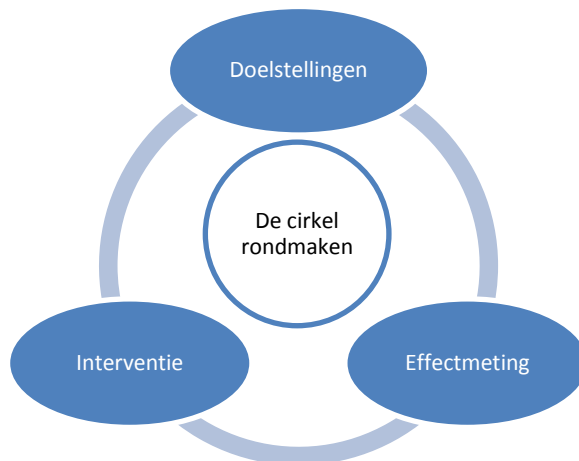 Doelstellingen
De cirkel
rondmaken
Interventie
Effectmeting